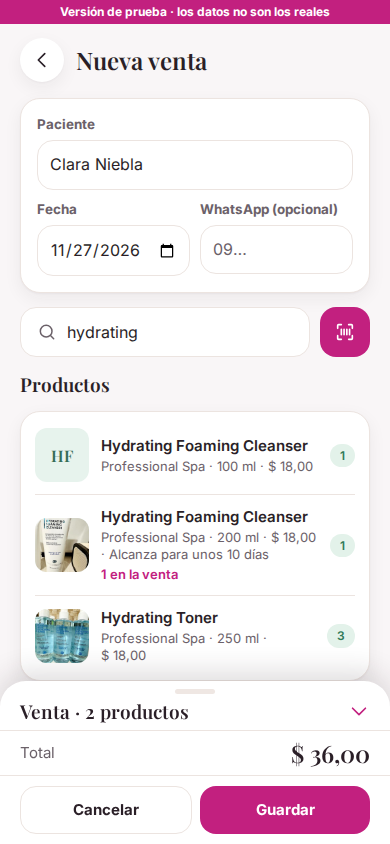 Versión de prueba · los datos no son los reales
Nueva venta
Paciente
Clara Niebla
Fecha
WhatsApp (opcional)
11/27/2026
09...
hydrating
Productos
HF
Hydrating Foaming Cleanser
Professional Spa · 100 ml · $ 18,00
1
Hydrating Foaming Cleanser
Professional Spa · 200 ml · $ 18,00
· Alcanza para unos 10 días
1 en la venta
1
Hydrating Toner
Professional Spa · 250 ml ·
$ 18,00
3
Venta · 2 productos
Total
$ 36,00
Cancelar
Guardar